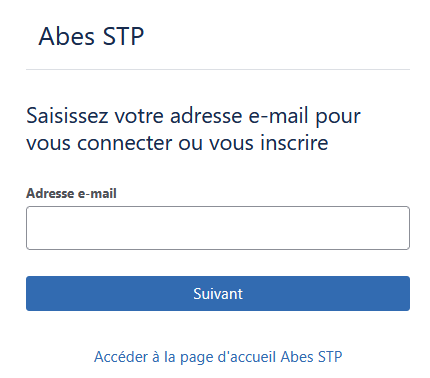 Abes STP
Saisissez votre adresse e-mail pour
vous connecter ou vous inscrire
Adresse e-mail
Suivant
Accéder à la page d'accueil Abes STP